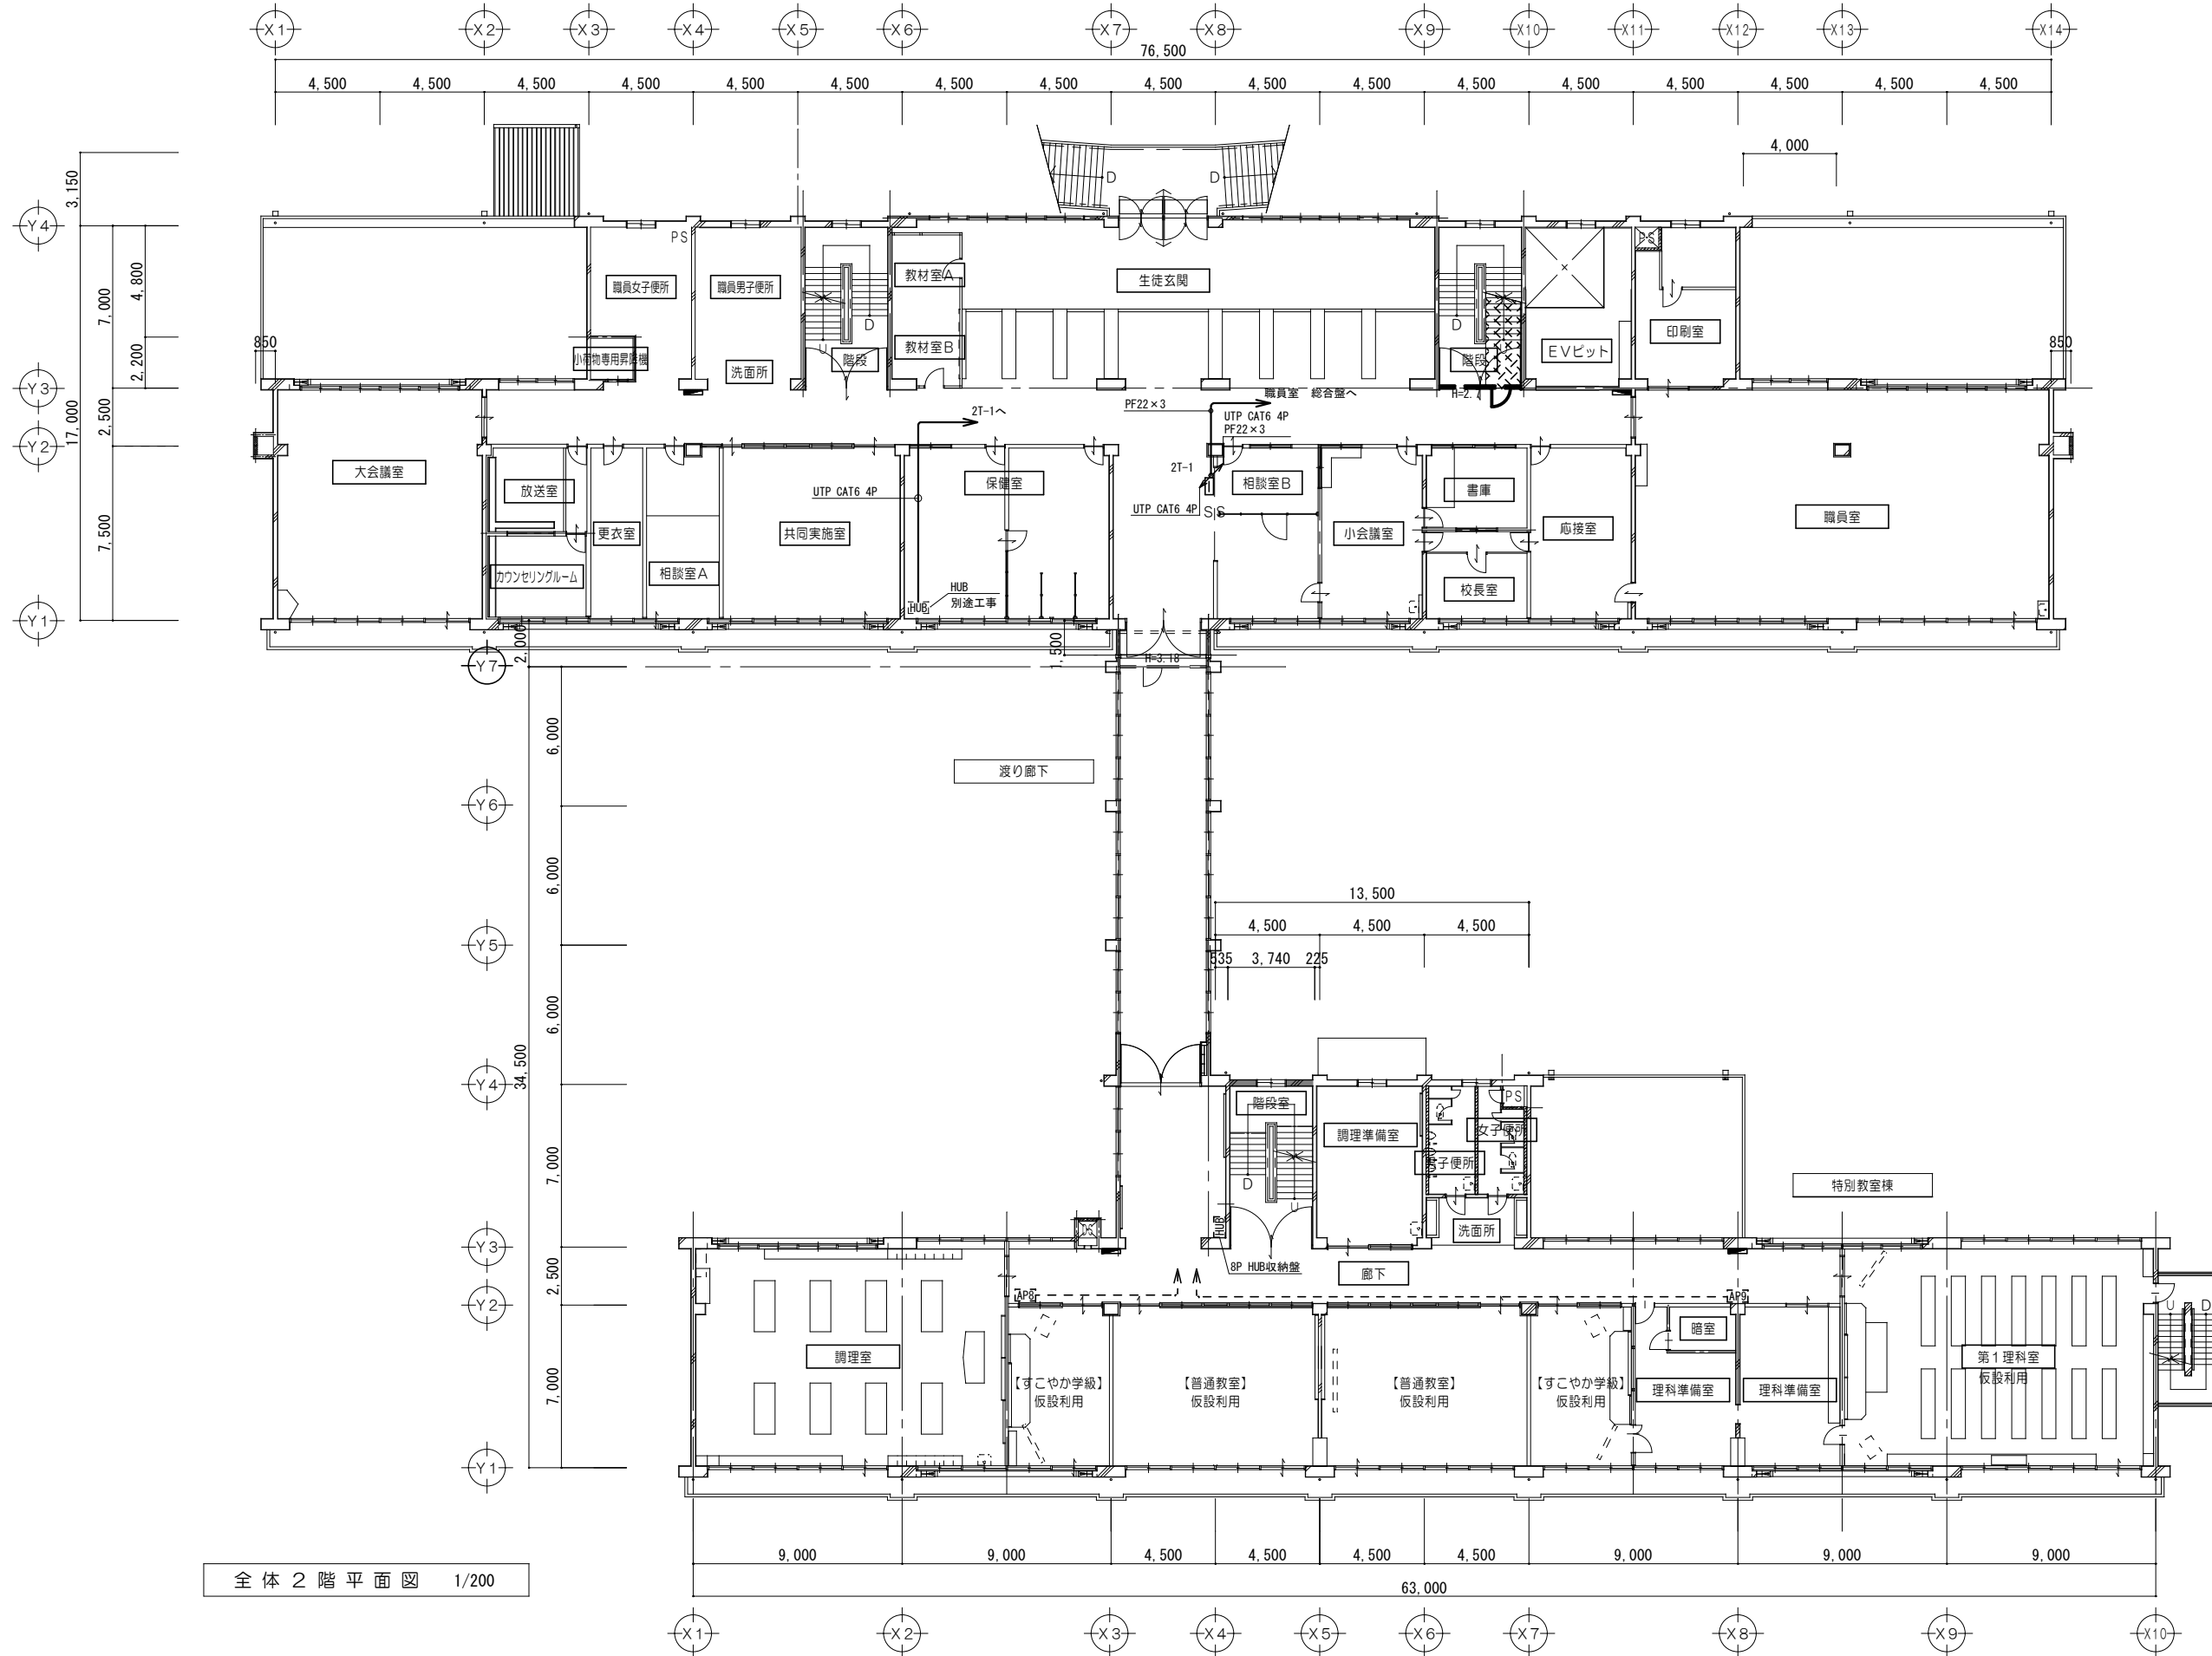 X1 X2 X3 X4 X5 X6 X7 X8 X9 X10 X11 X12 X13 X14
76,500
4,500 4,500 4,500 4,500 4,500 4,500 4,500 4,500 4,500 4,500 4,500 4,500 4,500 4,500 4,500 4,500 4,500
4,000
3,150
D D
Y4
PS PS
4,800
7,000
職員女子便所 職員男子便所 教材室A 生徒玄関
D D
印刷室
教材室B
EVピット
小荷物専用昇降機 洗面所 U 階段 階段 U
850 850
2,200
Y3
17,000
2,500
職員室 総合盤へ
H=2.1
PF22×3
2T-1へ
UTP CAT6 4P
PF22×3
Y2
大会議室
2T-1
放送室 保健室 相談室B 書庫
UTP CAT6 4P
UTP CAT6 4P
SS
職員室
7,500
更衣室 共同実施室 小会議室 応接室
カウンセリングルーム 相談室A 校長室
HUB
HUB 別途工事
Y1
2,000
1,500
H=3.18
Y7
6,000
渡り廊下
Y6
6,000
13,500
4,500 4,500 4,500
Y5
535 3,740 225
6,000
34,500
Y4
階段室 PS
調理準備室 女子便所
男子便所
7,000
D
特別教室棟
U
HUB
洗面所
Y3
8P HUB収納盤
廊下
2,500
AP8 AP9
Y2
U D
暗室
調理室 第1理科室
仮設利用
7,000
【すこやか学級】 【普通教室】 【普通教室】 【すこやか学級】 理科準備室 理科準備室
仮設利用 仮設利用 仮設利用 仮設利用
Y1
9,000 9,000 4,500 4,500 4,500 4,500 9,000 9,000 9,000
63,000
全体2階平面図 1/200
X1 X2 X3 X4 X5 X6 X7 X8 X9 X10